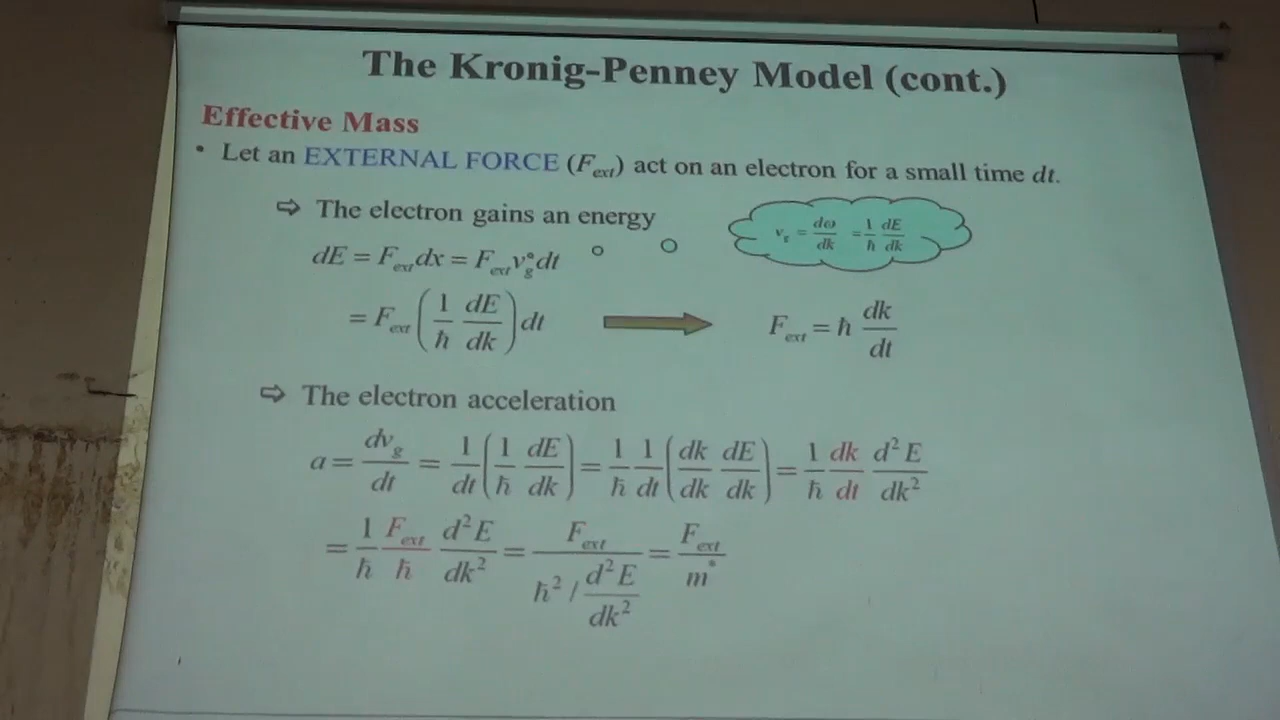 The Kronig-Penney Model (cont.)
Effective Mass
• Let an EXTERNAL FORCE (F_ext) act on an electron for a small time dt.
⇨ The electron gains an energy
v_g = dω/dk = 1/ħ dE/dk
dE = F_ext dx = F_ext v_g dt
= F_ext (1/ħ dE/dk) dt
F_ext = ħ dk/dt
⇨ The electron acceleration
a = dv_g/dt = 1/dt (1/ħ dE/dk) = 1/ħ 1/dt (dk/dk dE/dk) = 1/ħ dk/dt d²E/dk²
= 1/ħ F_ext/ħ d²E/dk² = F_ext/(ħ² / d²E/dk²) = F_ext/m*